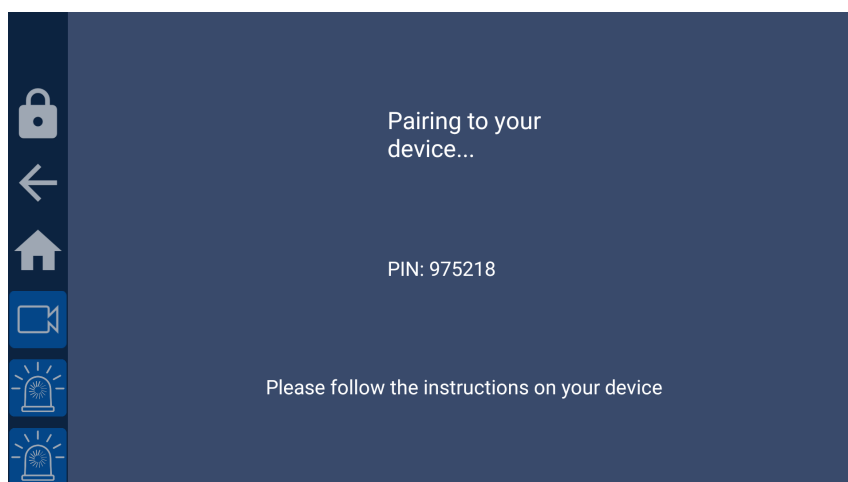 Pairing to your
device...
PIN: 975218
Please follow the instructions on your device